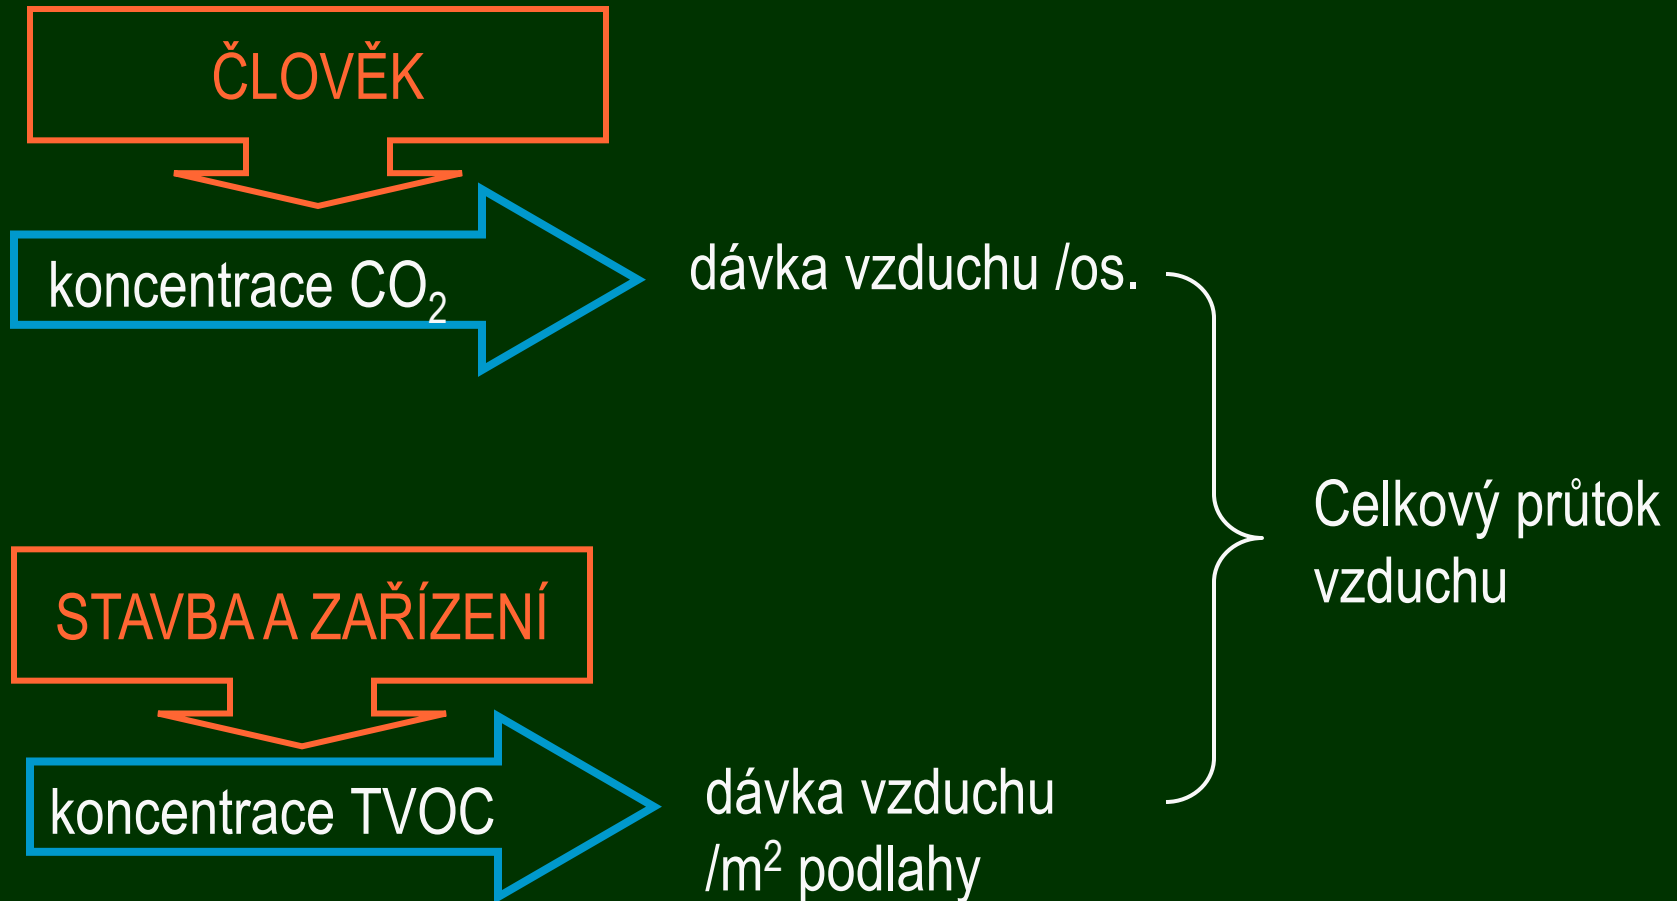 ČLOVĚK
koncentrace CO₂
dávka vzduchu /os.
STAVBA A ZAŘÍZENÍ
koncentrace TVOC
dávka vzduchu
/m² podlahy
Celkový průtok
vzduchu